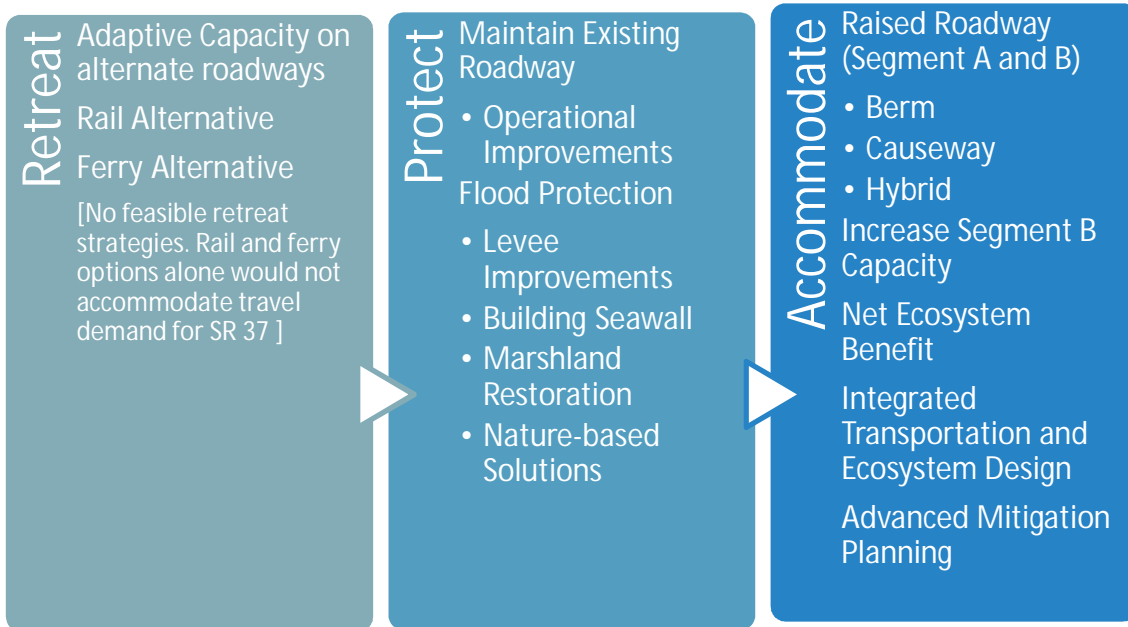 Retreat
Adaptive Capacity on
alternate roadways
Rail Alternative
Ferry Alternative
[No feasible retreat
strategies. Rail and ferry
options alone would not
accommodate travel
demand for SR 37 ]
Protect
Maintain Existing
Roadway
• Operational
Improvements
Flood Protection
• Levee
Improvements
• Building Seawall
• Marshland
Restoration
• Nature-based
Solutions
Accommodate
Raised Roadway
(Segment A and B)
• Berm
• Causeway
• Hybrid
Increase Segment B
Capacity
Net Ecosystem
Benefit
Integrated
Transportation and
Ecosystem Design
Advanced Mitigation
Planning